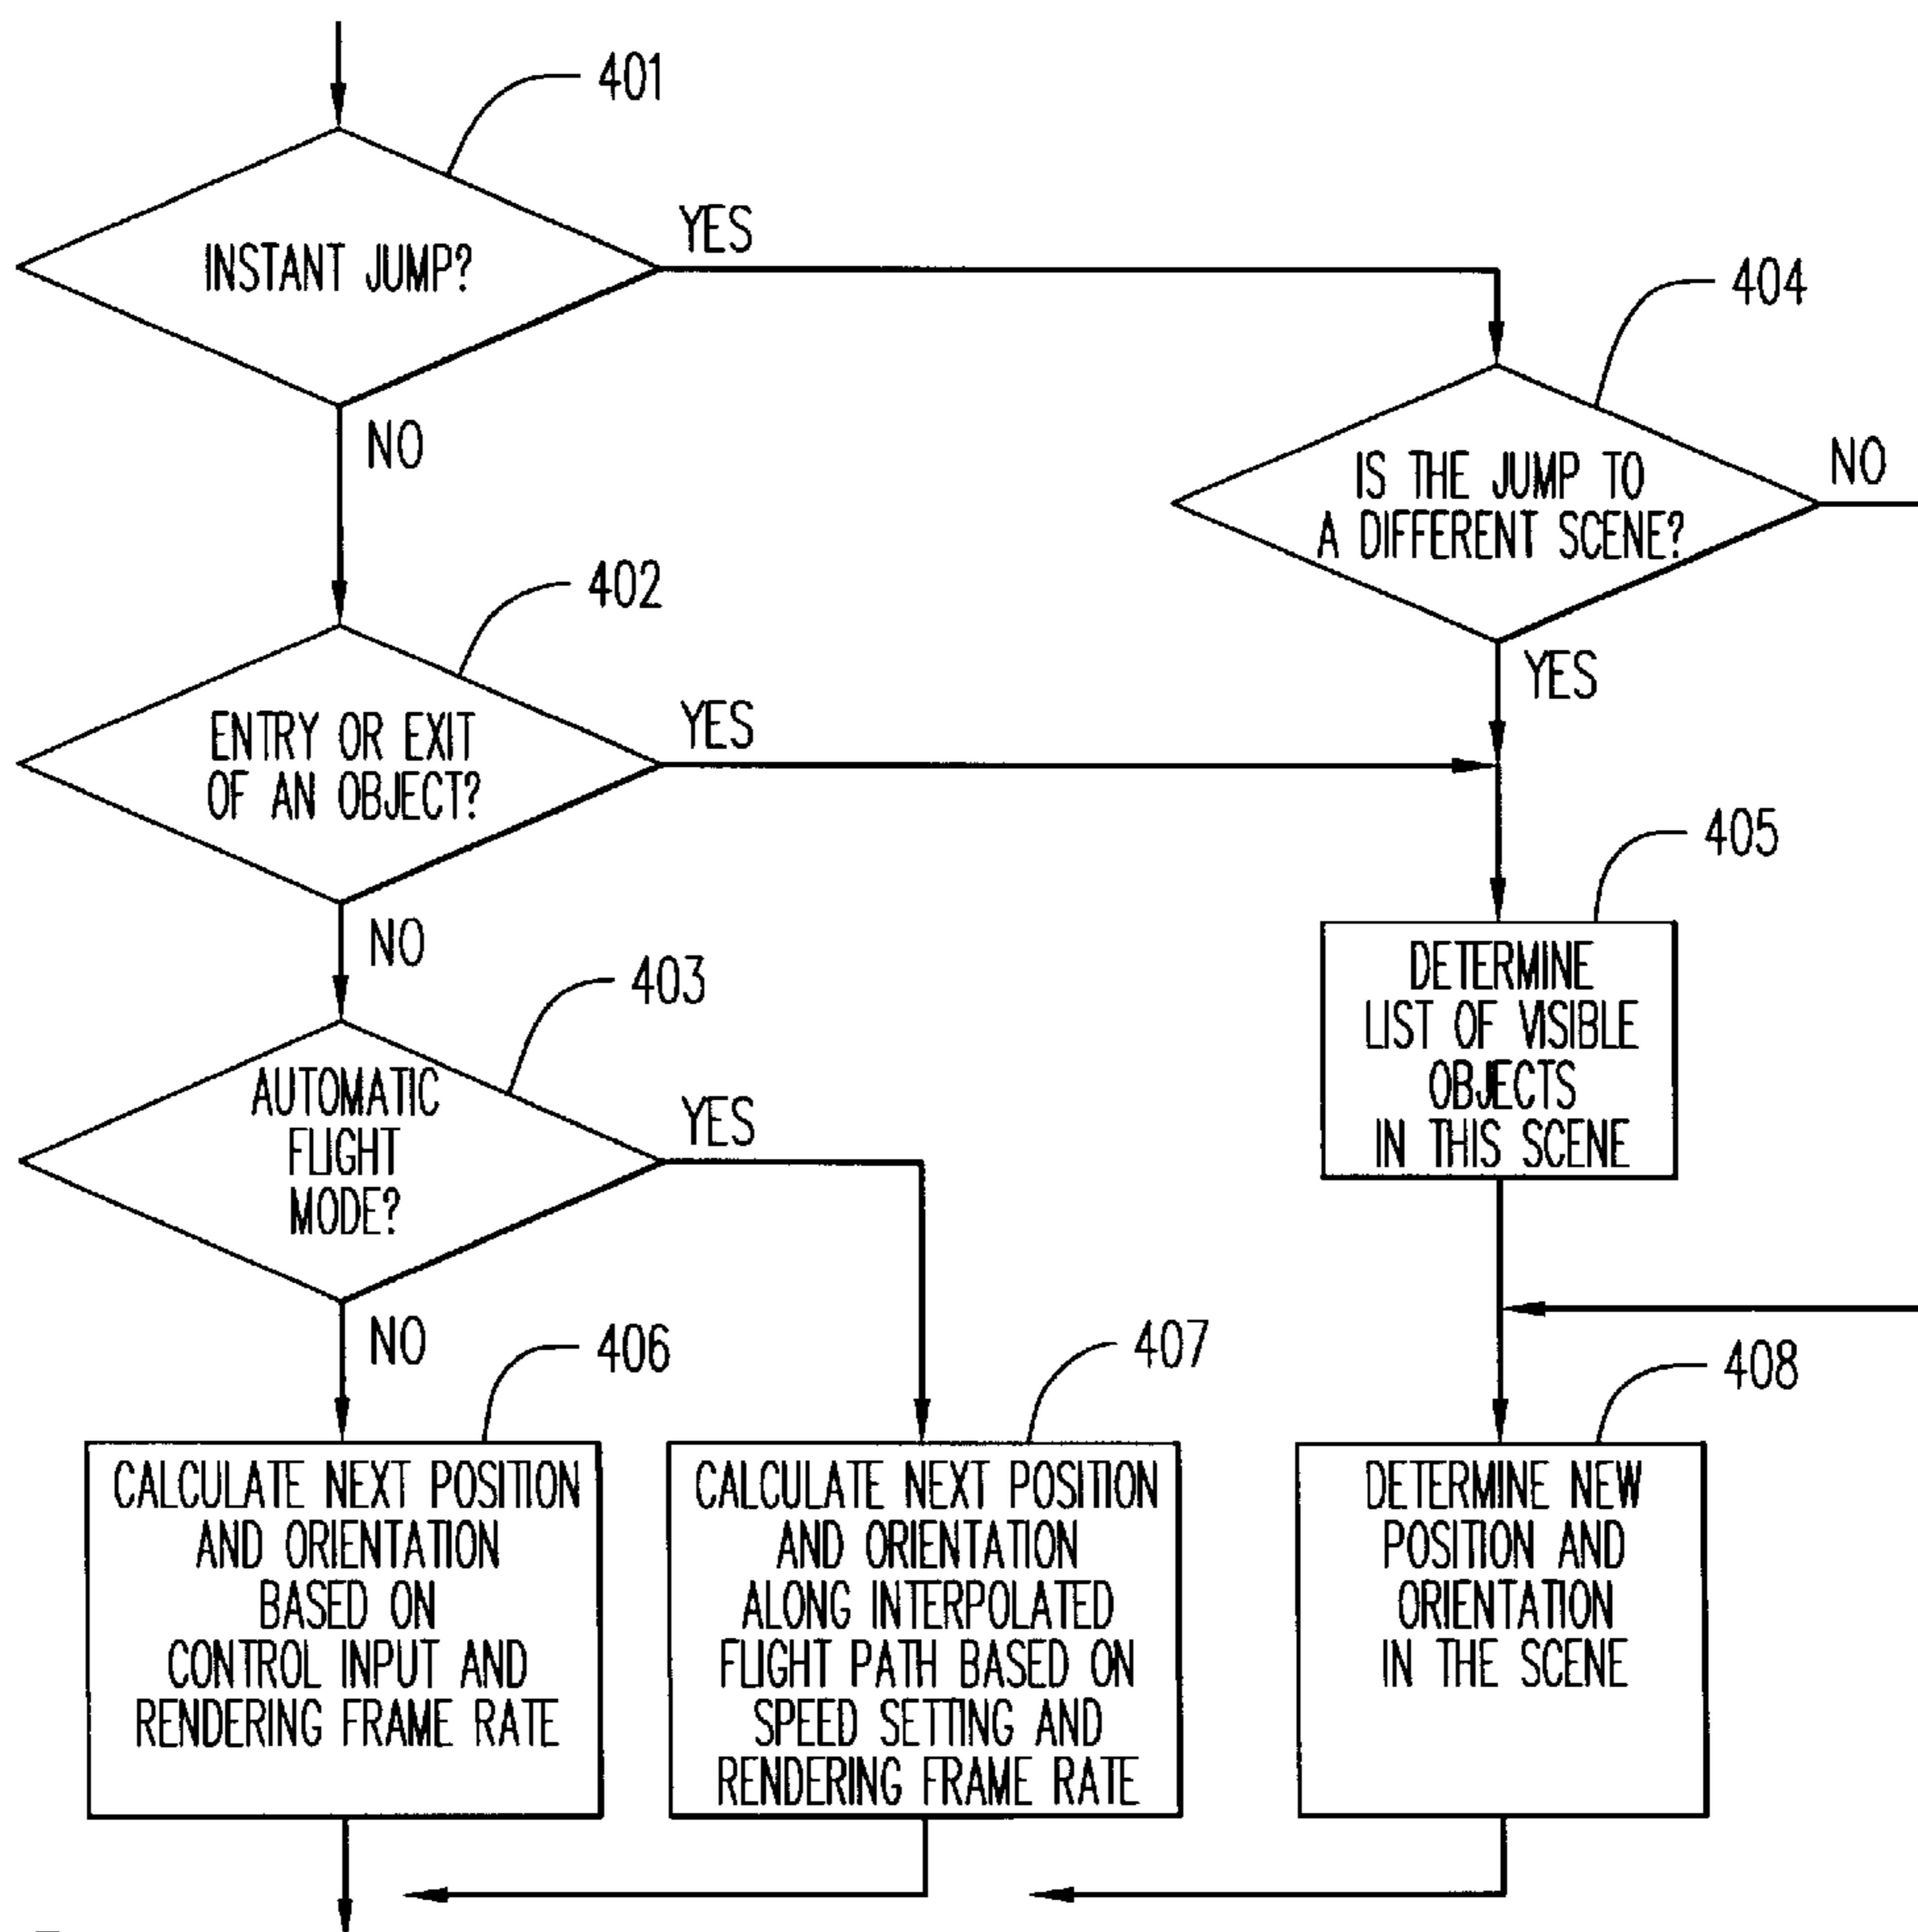 401
INSTANT JUMP?
YES
NO
404
IS THE JUMP TO
A DIFFERENT SCENE?
NO
YES
402
ENTRY OR EXIT
OF AN OBJECT?
YES
NO
405
DETERMINE
LIST OF VISIBLE
OBJECTS
IN THIS SCENE
403
AUTOMATIC
FLIGHT
MODE?
YES
NO
406
CALCULATE NEXT POSITION
AND ORIENTATION
BASED ON
CONTROL INPUT AND
RENDERING FRAME RATE
407
CALCULATE NEXT POSITION
AND ORIENTATION
ALONG INTERPOLATED
FLIGHT PATH BASED ON
SPEED SETTING AND
RENDERING FRAME RATE
408
DETERMINE NEW
POSITION AND
ORIENTATION
IN THE SCENE